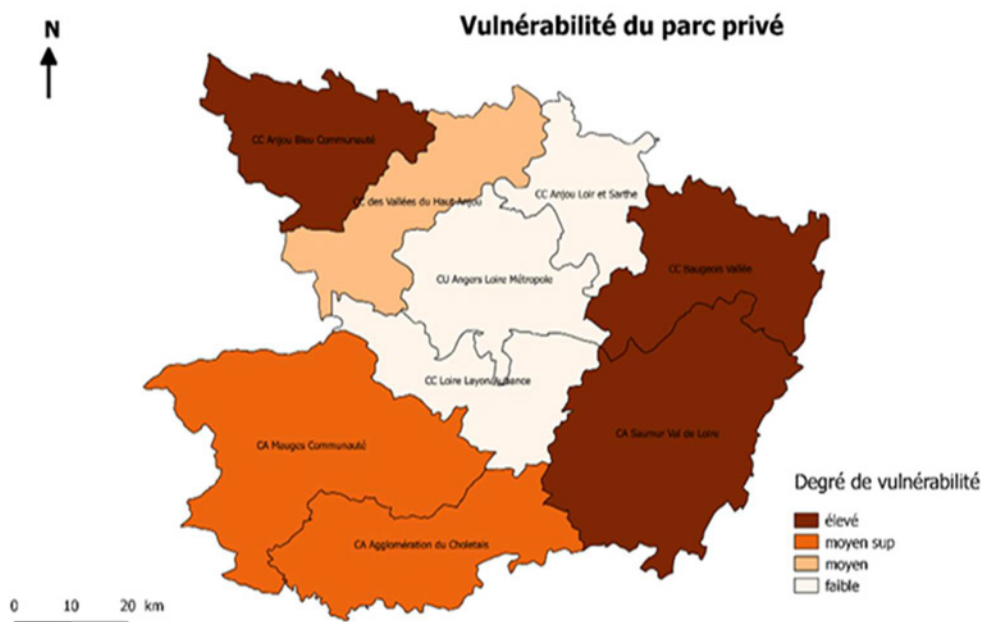 Vulnérabilité du parc privé
N
CC Anjou Bleu Communauté
CC des Vallées du Haut-Anjou
CC Anjou Loir et Sarthe
CC Baugeois Vallée
CU Angers Loire Métropole
CC Loire Layon Aubance
CA Saumur Val de Loire
CA Mauges Communauté
CA Agglomération du Choletais
Degré de vulnérabilité
élevé
moyen sup
moyen
faible
0 10 20 km